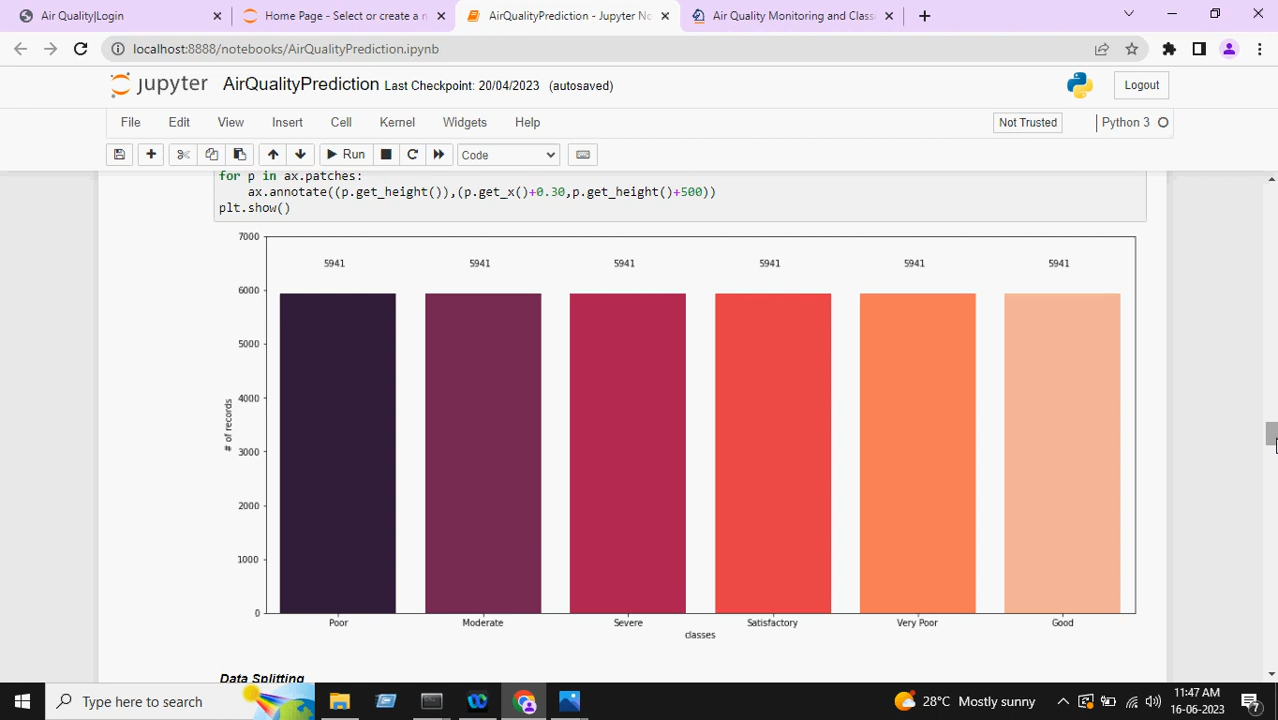 Air Quality|Login
Home Page - Select or create a n
AirQualityPrediction - Jupyter No
Air Quality Monitoring and Class
localhost:8888/notebooks/AirQualityPrediction.ipynb
jupyter AirQualityPrediction Last Checkpoint: 20/04/2023 (autosaved)
Logout
File Edit View Insert Cell Kernel Widgets Help
Not Trusted
Python 3
Run
Code
for p in ax.patches:
ax.annotate((p.get_height()),(p.get_x()+0.30,p.get_height()+500))
plt.show()
7000
5941 5941 5941 5941 5941 5941
6000
5000
4000
3000
2000
1000
0
# of records
Poor Moderate Severe Satisfactory Very Poor Good
classes
Data Splitting
Type here to search
28°C Mostly sunny
11:47 AM
16-06-2023
7